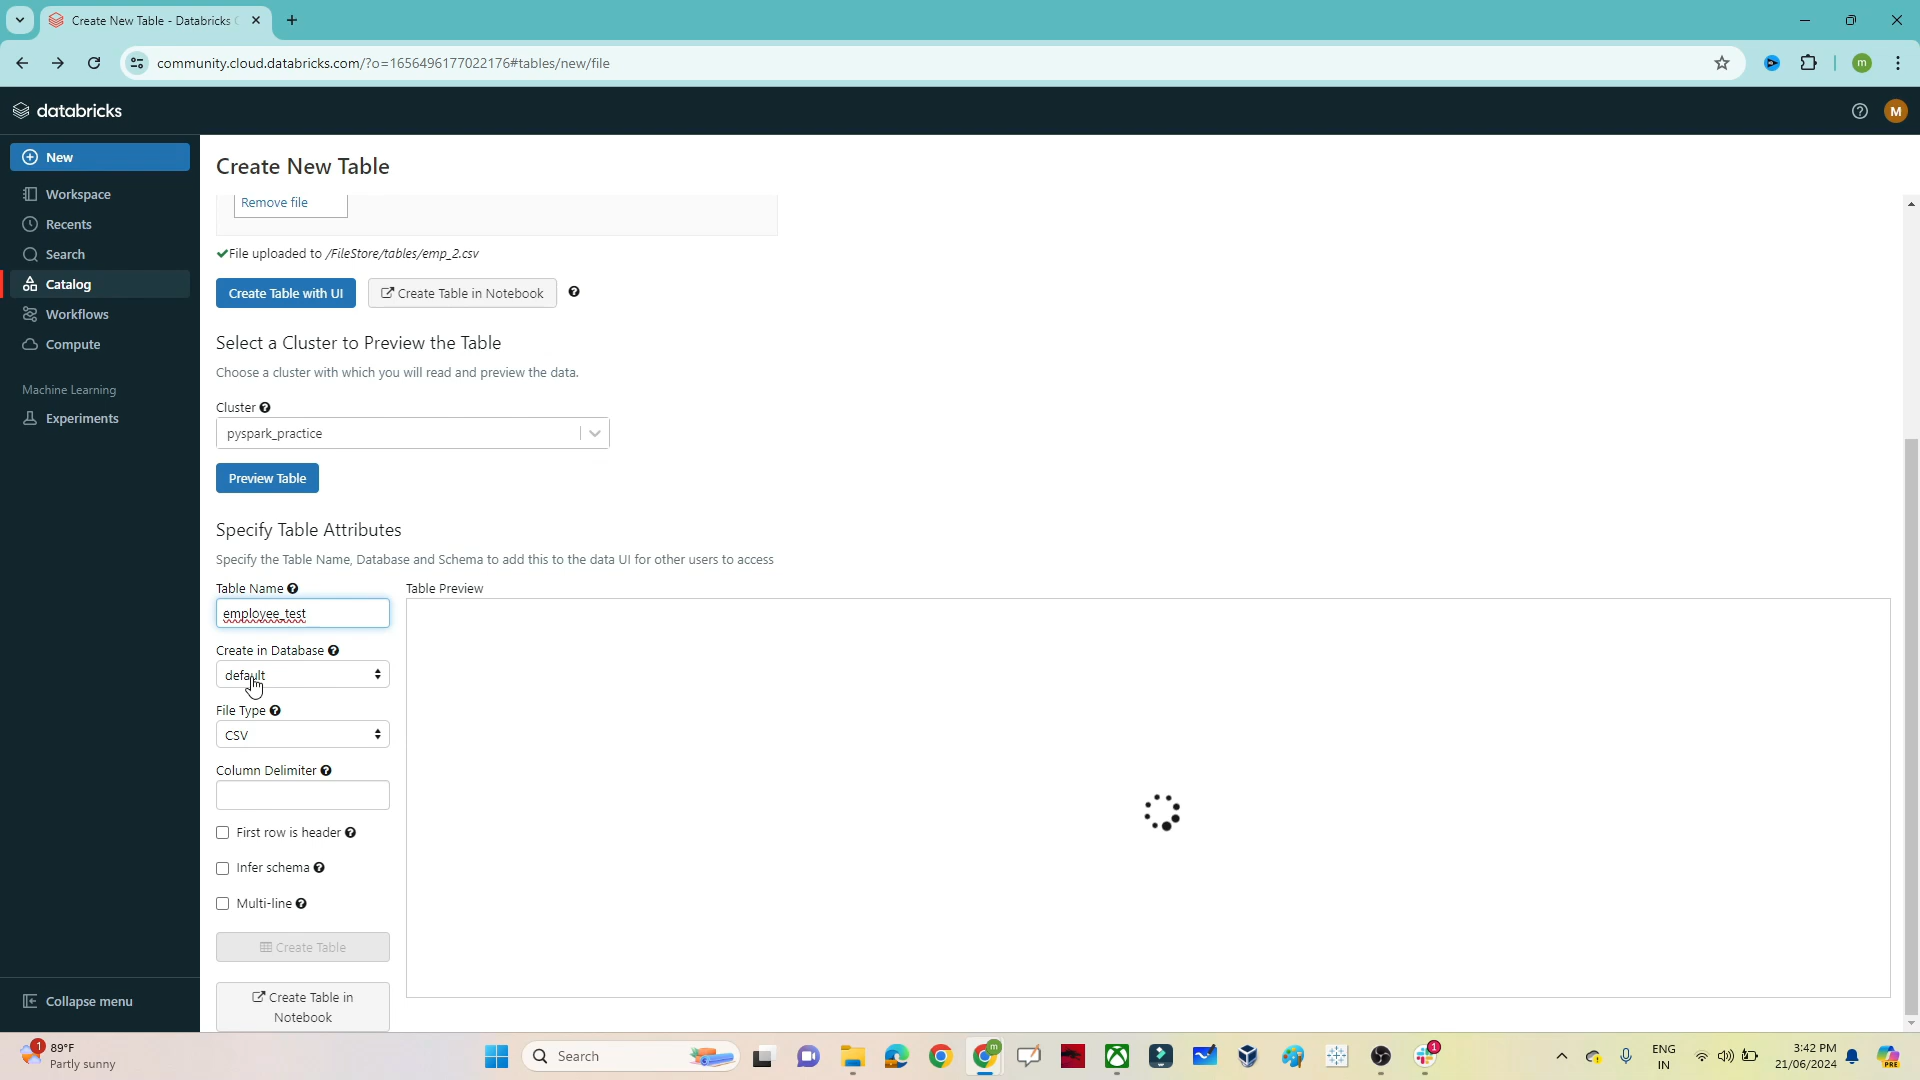 Create New Table - Databricks C
community.cloud.databricks.com/?o=1656496177022176#tables/new/file
m
databricks
M
New
Workspace
Recents
Search
Catalog
Workflows
Compute
Machine Learning
Experiments
Collapse menu
Create New Table
Remove file
File uploaded to /FileStore/tables/emp_2.csv
Create Table with UI
Create Table in Notebook
Select a Cluster to Preview the Table
Choose a cluster with which you will read and preview the data.
Cluster
pyspark_practice
Preview Table
Specify Table Attributes
Specify the Table Name, Database and Schema to add this to the data UI for other users to access
Table Name
employee_test
Create in Database
default
File Type
CSV
Column Delimiter
First row is header
Infer schema
Multi-line
Create Table
Create Table in
Notebook
Table Preview
1
89°F
Partly sunny
Search
m
1
ENG
IN
3:42 PM
21/06/2024
PRE